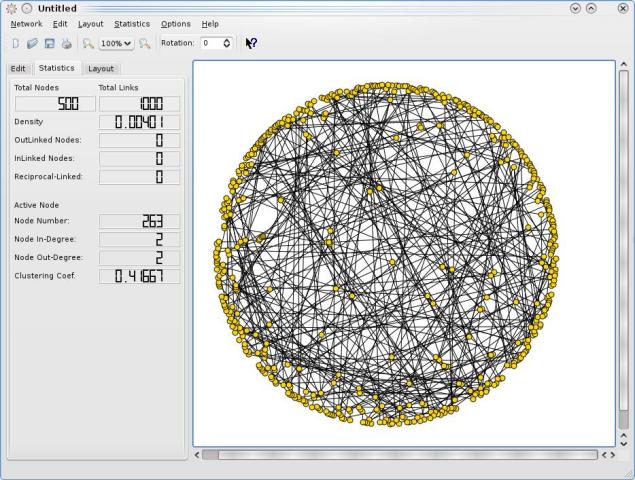 Untitled
Network Edit Layout Statistics Options Help
100% Rotation: 0
Edit Statistics Layout
Total Nodes Total Links
500 1000
Density 0.00401
OutLinked Nodes: 0
InLinked Nodes: 0
Reciprocal-Linked: 0
Active Node
Node Number: 263
Node In-Degree: 2
Node Out-Degree: 2
Clustering Coef. 0.41667